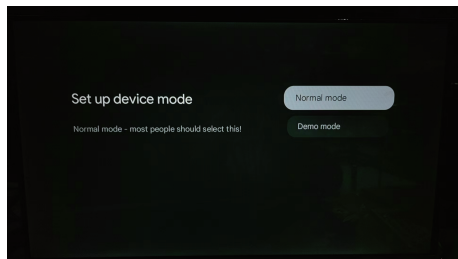 Set up device mode
Normal mode - most people should select this!
Normal mode
Demo mode